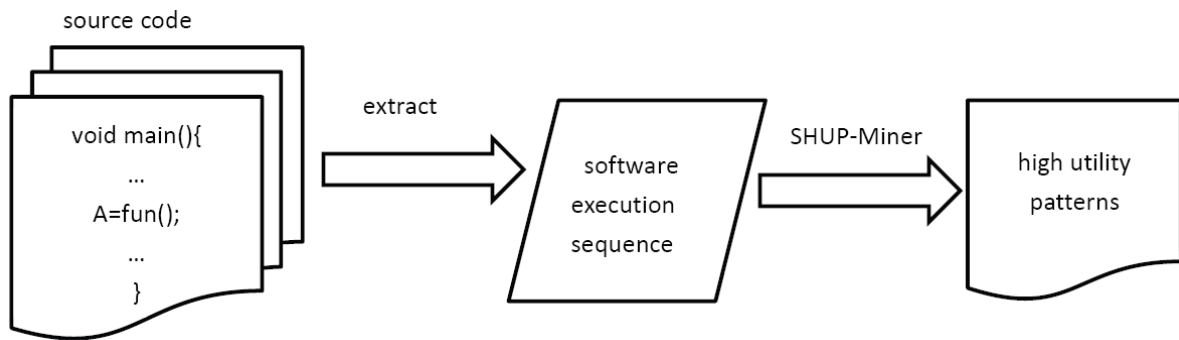 source code
void main(){
...
A=fun();
...
}
extract
software
execution
sequence
SHUP-Miner
high utility
patterns